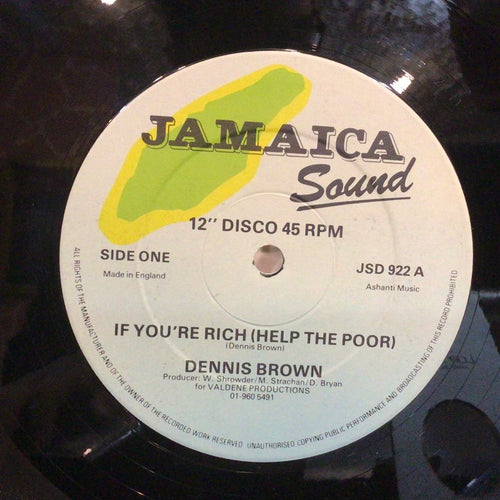 JAMAICA
Sound
12" DISCO 45 RPM
SIDE ONE
Made in England
JSD 922 A
Ashanti Music
IF YOU'RE RICH (HELP THE POOR)
(Dennis Brown)
DENNIS BROWN
Producer: W. Shrowder/M. Strachan/D. Bryan
for VALDENE PRODUCTIONS
01-960 5491
ALL RIGHTS OF THE MANUFACTURER AND OF THE OWNER OF THE RECORDED WORK RESERVED UNAUTHORISED COPYING PUBLIC PERFORMANCE AND BROADCASTING OF THIS RECORD PROHIBITED